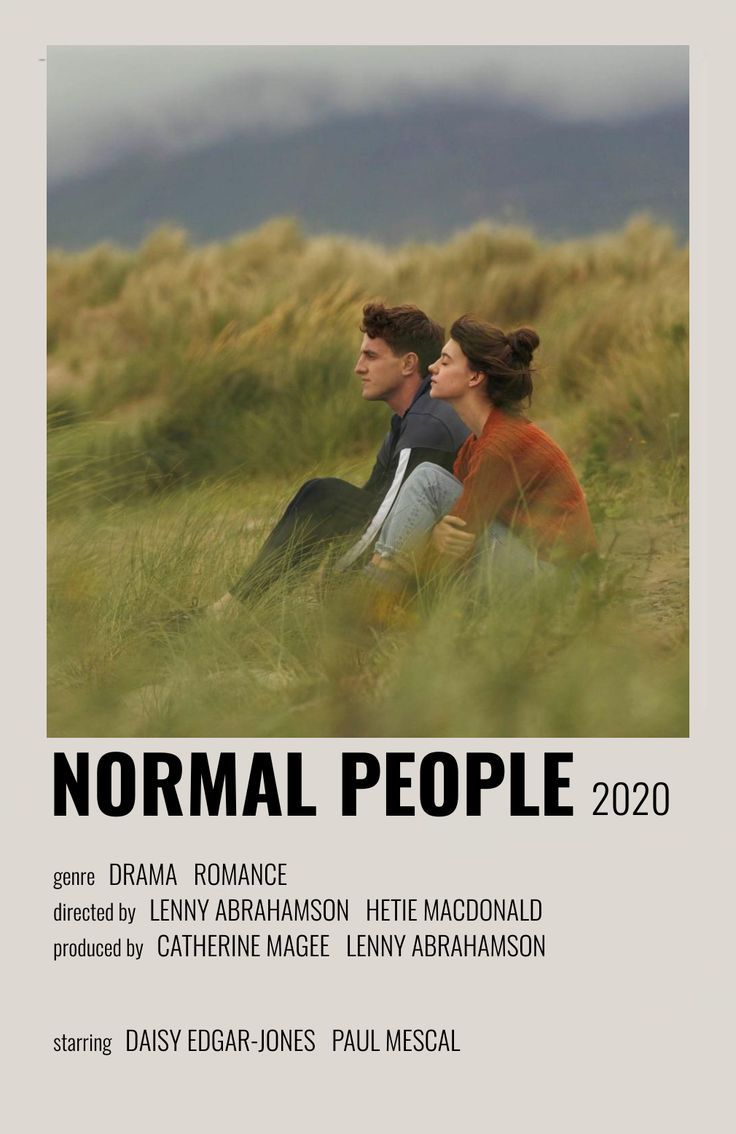 NORMAL PEOPLE 2020
genre DRAMA ROMANCE
directed by LENNY ABRAHAMSON HETIE MACDONALD
produced by CATHERINE MAGEE LENNY ABRAHAMSON
starring DAISY EDGAR-JONES PAUL MESCAL